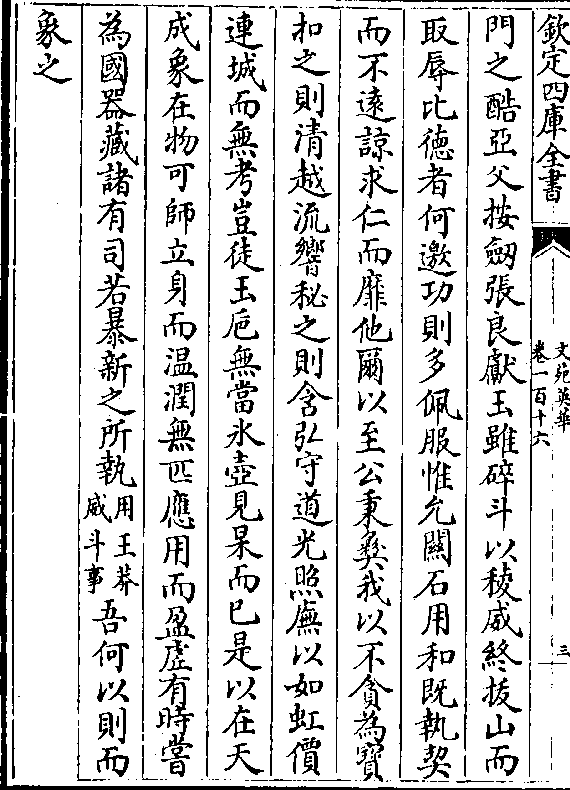 欽定四庫全書
文苑英華
卷一百十六
三
門之酷亞父按劔張良獻玉雖碎斗以稜威終拔山而
取辱比德者何邀功則多佩服惟允關石用和既執契
而不遠諒求仁而靡他爾以至公秉彞我以不貪為寶
扣之則清越流響秘之則含弘守道光照廡以如虹價
連城而無考豈徒玉巵無當氷壺見杲而已是以在天
成象在物可師立身而温潤無匹應用而盈虛有時嘗
為國器藏諸有司若暴新之所執用王莽威斗事吾何以則而
象之